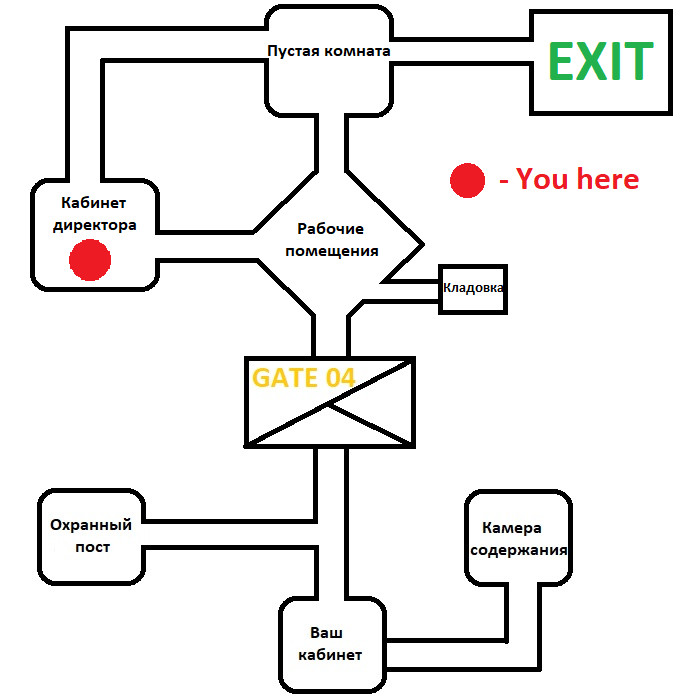 Пустая комната
EXIT
- You here
Кабинет
директора
Рабочие
помещения
Кладовка
GATE 04
Охранный
пост
Камера
содержания
Ваш
кабинет